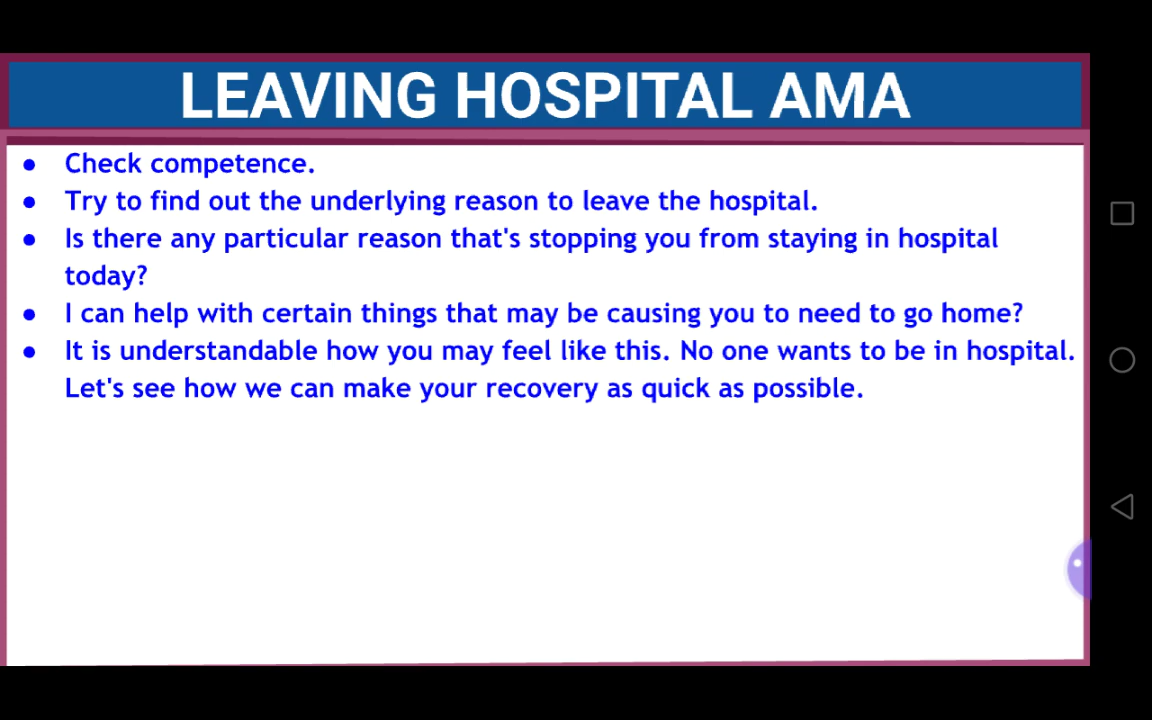 LEAVING HOSPITAL AMA
● Check competence.
● Try to find out the underlying reason to leave the hospital.
● Is there any particular reason that's stopping you from staying in hospital
today?
● I can help with certain things that may be causing you to need to go home?
● It is understandable how you may feel like this. No one wants to be in hospital.
Let's see how we can make your recovery as quick as possible.